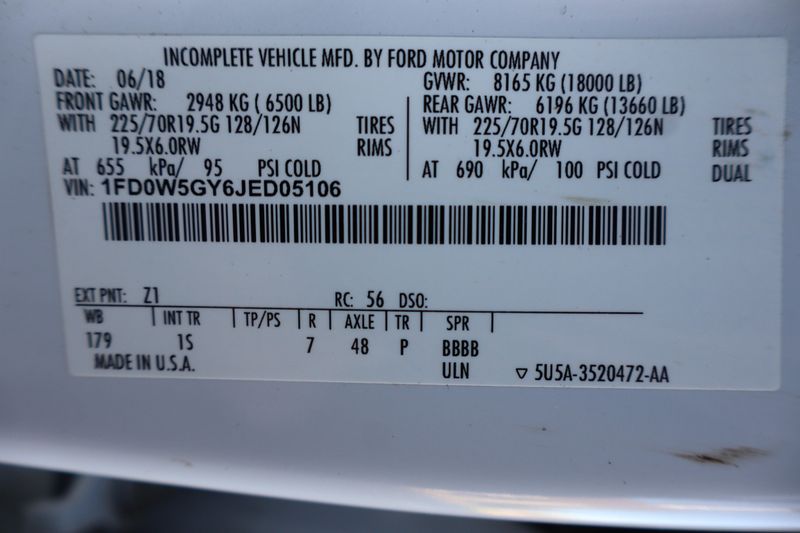 INCOMPLETE VEHICLE MFD. BY FORD MOTOR COMPANY
DATE: 06/18 GVWR: 8165 KG (18000 LB)
FRONT GAWR: 2948 KG ( 6500 LB) REAR GAWR: 6196 KG (13660 LB)
WITH 225/70R19.5G 128/126N TIRES WITH 225/70R19.5G 128/126N TIRES
19.5X6.0RW RIMS 19.5X6.0RW RIMS
AT 655 kPa/ 95 PSI COLD AT 690 kPa/ 100 PSI COLD DUAL
VIN: 1FD0W5GY6JED05106
EXT PNT: Z1 RC: 56 DSO:
WB INT TR TP/PS R AXLE TR SPR
179 1S 7 48 P BBBB
MADE IN U.S.A. ULN ▽ 5U5A-3520472-AA